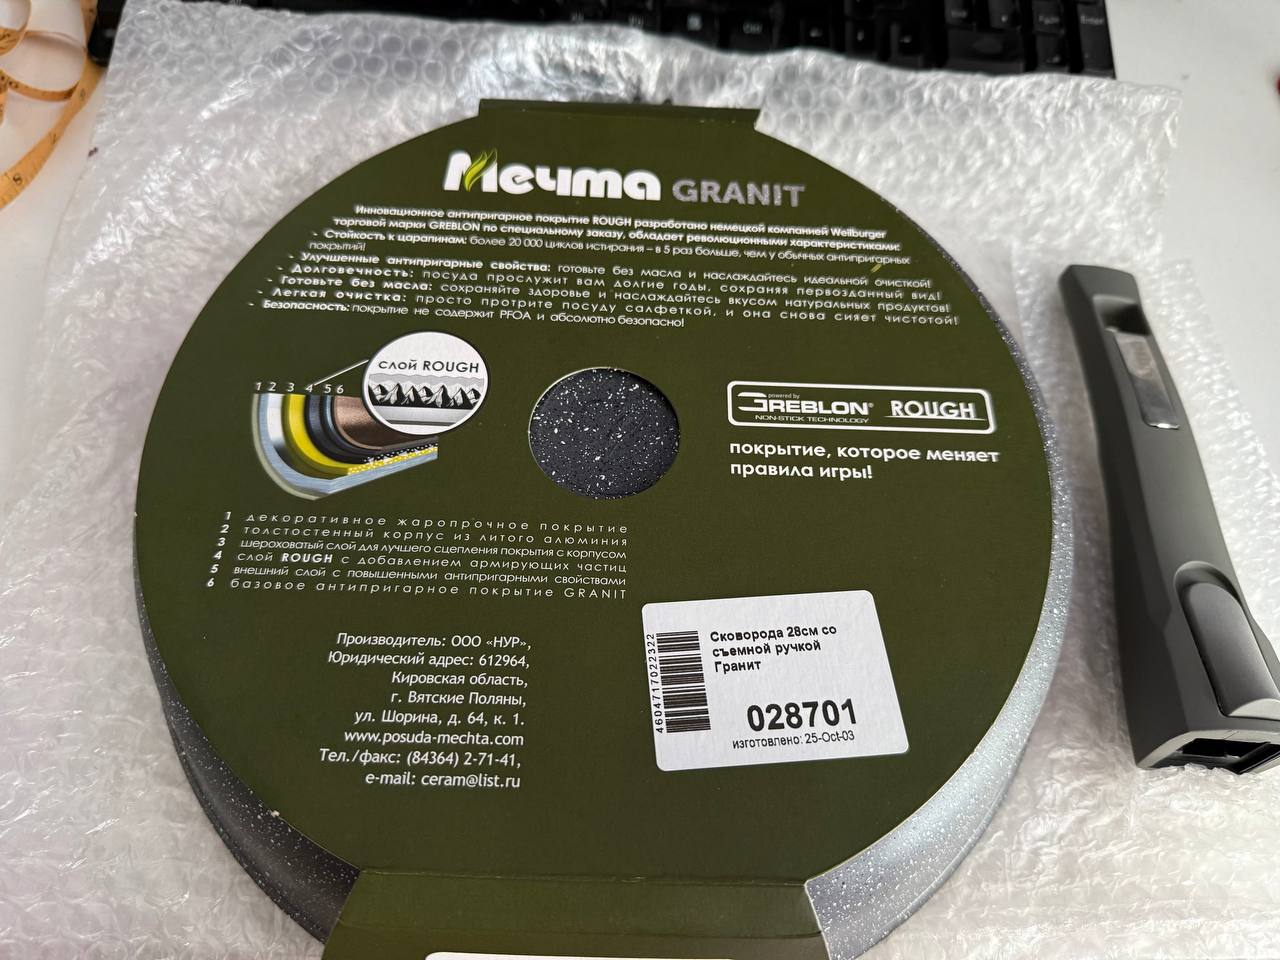 Мечта GRANIT
Инновационное антипригарное покрытие ROUGH разработано немецкой компанией Weilburger
торговой марки GREBLON по специальному заказу, обладает революционными характеристиками:
- Стойкость к царапинам: более 20 000 циклов истирания – в 5 раз больше, чем у обычных антипригарных
покрытий!
- Улучшенные антипригарные свойства: готовьте без масла и наслаждайтесь идеальной очисткой!
- Долговечность: посуда прослужит вам долгие годы, сохраняя первозданный вид!
- Готовьте без масла: сохраняйте здоровье и наслаждайтесь вкусом натуральных продуктов!
- Легкая очистка: просто протрите посуду салфеткой, и она снова сияет чистотой!
- Безопасность: покрытие не содержит PFOA и абсолютно безопасно!
слой ROUGH
1 2 3 4 5 6
powered by
GREBLON® ROUGH
NON-STICK TECHNOLOGY
покрытие, которое меняет
правила игры!
1 декоративное жаропрочное покрытие
2 толстостенный корпус из литого алюминия
3 шероховатый слой для лучшего сцепления покрытия с корпусом
4 слой ROUGH с добавлением армирующих частиц
5 внешний слой с повышенными антипригарными свойствами
6 базовое антипригарное покрытие GRANIT
Производитель: ООО «НУР»,
Юридический адрес: 612964,
Кировская область,
г. Вятские Поляны,
ул. Шорина, д. 64, к. 1.
www.posuda-mechta.com
Тел./факс: (84364) 2-71-41,
e-mail: ceram@list.ru
4604717022322
Сковорода 28см со
съемной ручкой
Гранит
028701
изготовлено: 25-Oct-03
Enter